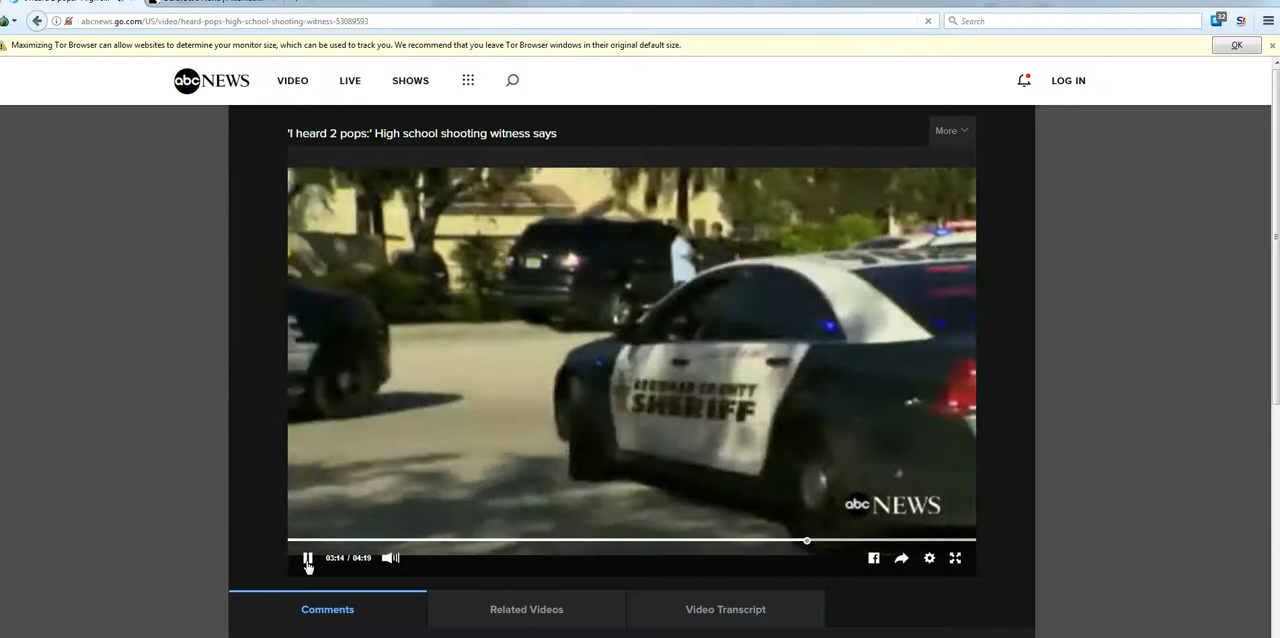 abcnews.go.com/US/video/heard-pops-high-school-shooting-witness-53089593
Search
32
Maximizing Tor Browser can allow websites to determine your monitor size, which can be used to track you. We recommend that you leave Tor Browser windows in their original default size.
OK
abc NEWS
VIDEO
LIVE
SHOWS
LOG IN
'I heard 2 pops:' High school shooting witness says
More
SHERIFF
abc NEWS
03:14 / 04:19
Comments
Related Videos
Video Transcript